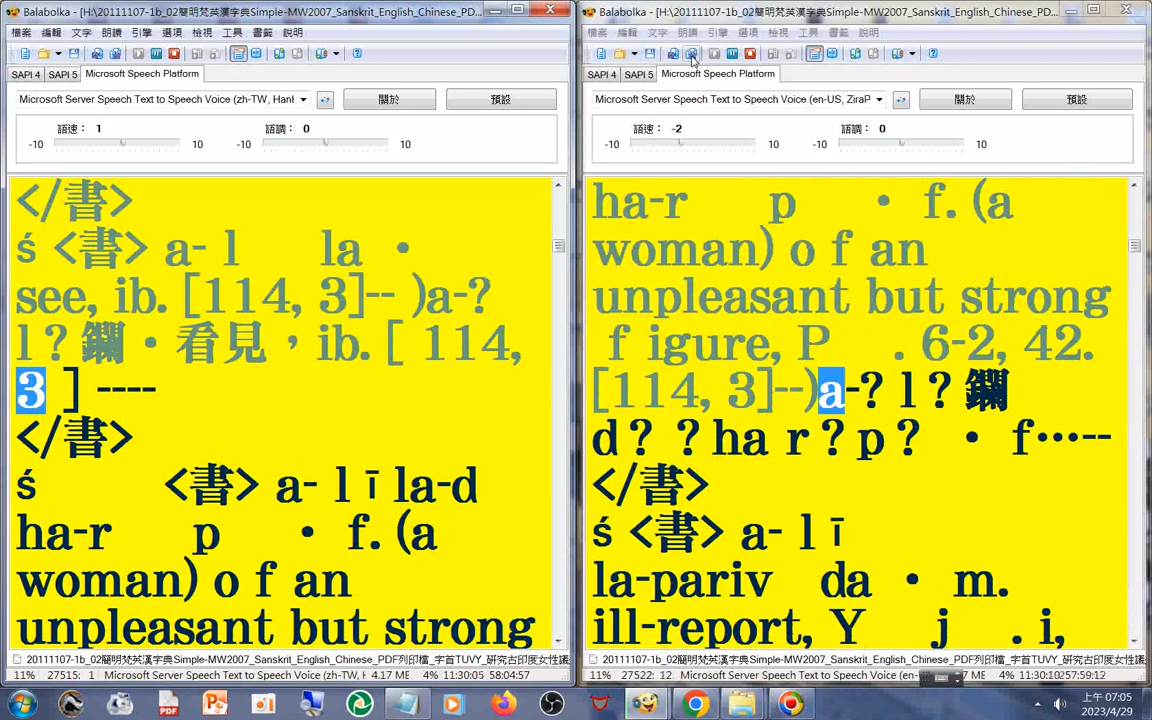 Balabolka - [H:\20111107-1b_02簡明梵英漢字典Simple-MW2007_Sanskrit_English_Chinese_PD...
檔案 編輯 文字 朗讀 引擎 選項 檢視 工具 書籤 說明
SAPI 4 SAPI 5 Microsoft Speech Platform
Microsoft Server Speech Text to Speech Voice (zh-TW, Hanl
關於
預設
語速： 1 語調： 0
-10 10 -10 10
</書>
ś <書> a- l la •
see, ib. [114, 3]-- )a-?
l？鑭・看見，ib. [ 114,
3 ] ----
</書>
ś <書> a- l ī la-d
ha-r p • f. (a
woman) o f an
unpleasant but strong
20111107-1b_02簡明梵英漢字典Simple-MW2007_Sanskrit_English_Chinese_PDF列印檔_字首TUVY_研究古印度女性議
11% 27515: 1 Microsoft Server Speech Text to Speech Voice (zh-TW, H 4.17 ME 4% 11:30:05 58:04:57
Balabolka - [H:\20111107-1b_02簡明梵英漢字典Simple-MW2007_Sanskrit_English_Chinese_PDF...
檔案 編輯 文字 朗讀 引擎 選項 檢視 工具 書籤 說明
SAPI 4 SAPI 5 Microsoft Speech Platform
Microsoft Server Speech Text to Speech Voice (en-US, ZiraP
關於
預設
語速： -2 語調： 0
-10 10 -10 10
ha-r p • f. (a
woman) o f an
unpleasant but strong
f igure, P . 6-2, 42.
[114, 3]--)a-? l？鑭
d？？ha r？p？ • f…--
</書>
ś <書> a- l ī
la-pariv da • m.
ill-report, Y j . i,
20111107-1b_02簡明梵英漢字典Simple-MW2007_Sanskrit_English_Chinese_PDF列印檔_字首TUVY_研究古印度女性議
11% 27522: 12 Microsoft Server Speech Text to Speech Voice (en-U ME 4% 11:30:10 257:59:12
上午 07:05
2023/4/29